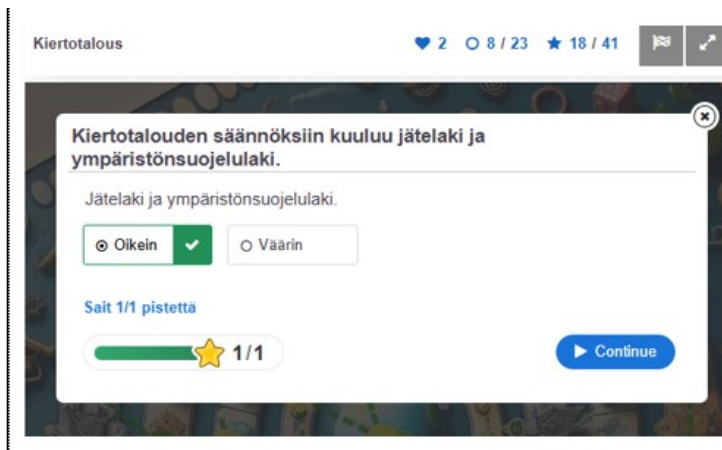 Kiertotalous
2
8 / 23
18 / 41
Kiertotalouden säännöksiin kuuluu jätelaki ja
ympäristönsuojelulaki.
Jätelaki ja ympäristönsuojelulaki.
Oikein
Väärin
Sait 1/1 pistettä
1/1
Continue